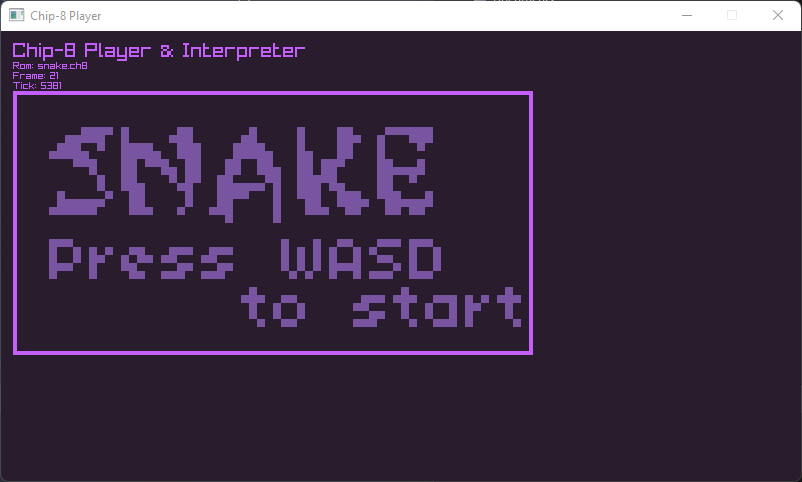 Chip-8 Player
Chip-8 Player & Interpreter
Rom: snake.ch8
Frame: 21
Tick: 5381
SNAKE
press WASD
to start